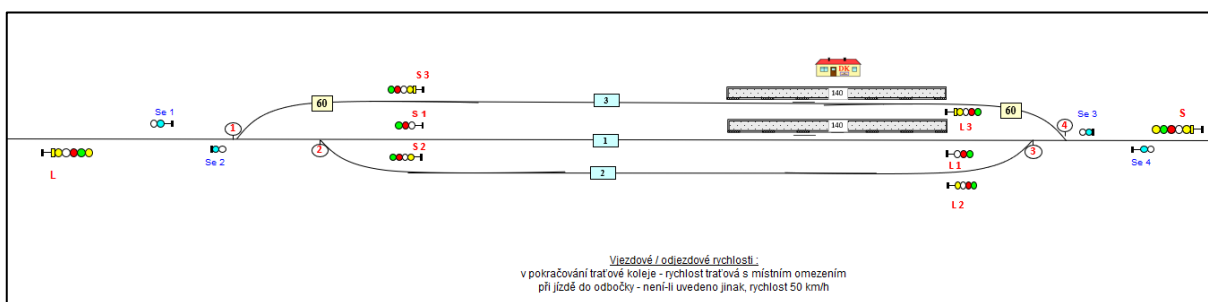 S 3
DK
140
Se 1
60
3
60
Se 3
S
1
S 1
L 3
4
140
1
2
S 2
3
Se 2
L 1
Se 4
L
2
L 2
Vjezdové / odjezdové rychlosti :
v pokračování traťové koleje - rychlost traťová s místním omezením
při jízdě do odbočky - není-li uvedeno jinak, rychlost 50 km/h